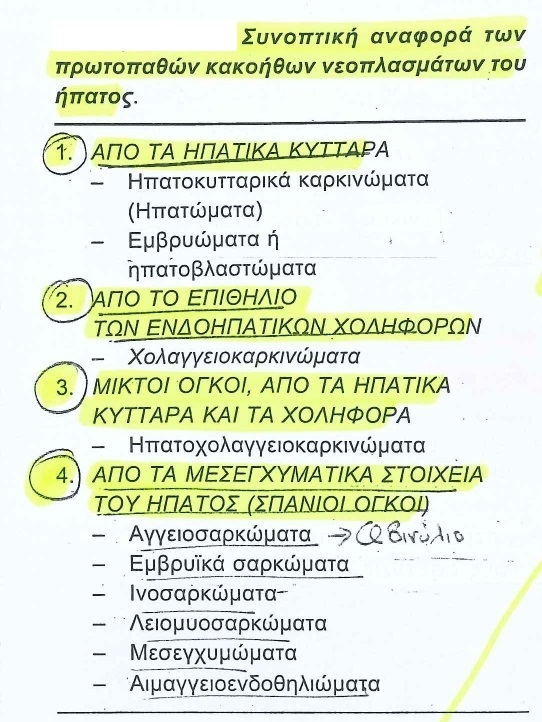 Συνοπτική αναφορά των
πρωτοπαθών κακοήθων νεοπλασμάτων του
ήπατος.
1. ΑΠΟ ΤΑ ΗΠΑΤΙΚΑ ΚΥΤΤΑΡΑ
– Ηπατοκυτταρικά καρκινώματα
(Ηπατώματα)
– Εμβρυώματα ή
ηπατοβλαστώματα
2. ΑΠΟ ΤΟ ΕΠΙΘΗΛΙΟ
ΤΩΝ ΕΝΔΟΗΠΑΤΙΚΩΝ ΧΟΛΗΦΟΡΩΝ
– Χολαγγειοκαρκινώματα
3. ΜΙΚΤΟΙ ΟΓΚΟΙ, ΑΠΟ ΤΑ ΗΠΑΤΙΚΑ
ΚΥΤΤΑΡΑ ΚΑΙ ΤΑ ΧΟΛΗΦΟΡΑ
– Ηπατοχολαγγειοκαρκινώματα
4. ΑΠΟ ΤΑ ΜΕΣΕΓΧΥΜΑΤΙΚΑ ΣΤΟΙΧΕΙΑ
ΤΟΥ ΗΠΑΤΟΣ (ΣΠΑΝΙΟΙ ΟΓΚΟΙ)
– Αγγειοσαρκώματα → βινύλιο
– Εμβρυϊκά σαρκώματα
– Ινοσαρκώματα
– Λειομυοσαρκώματα
– Μεσεγχυμώματα
– Αιμαγγειοενδοθηλιώματα